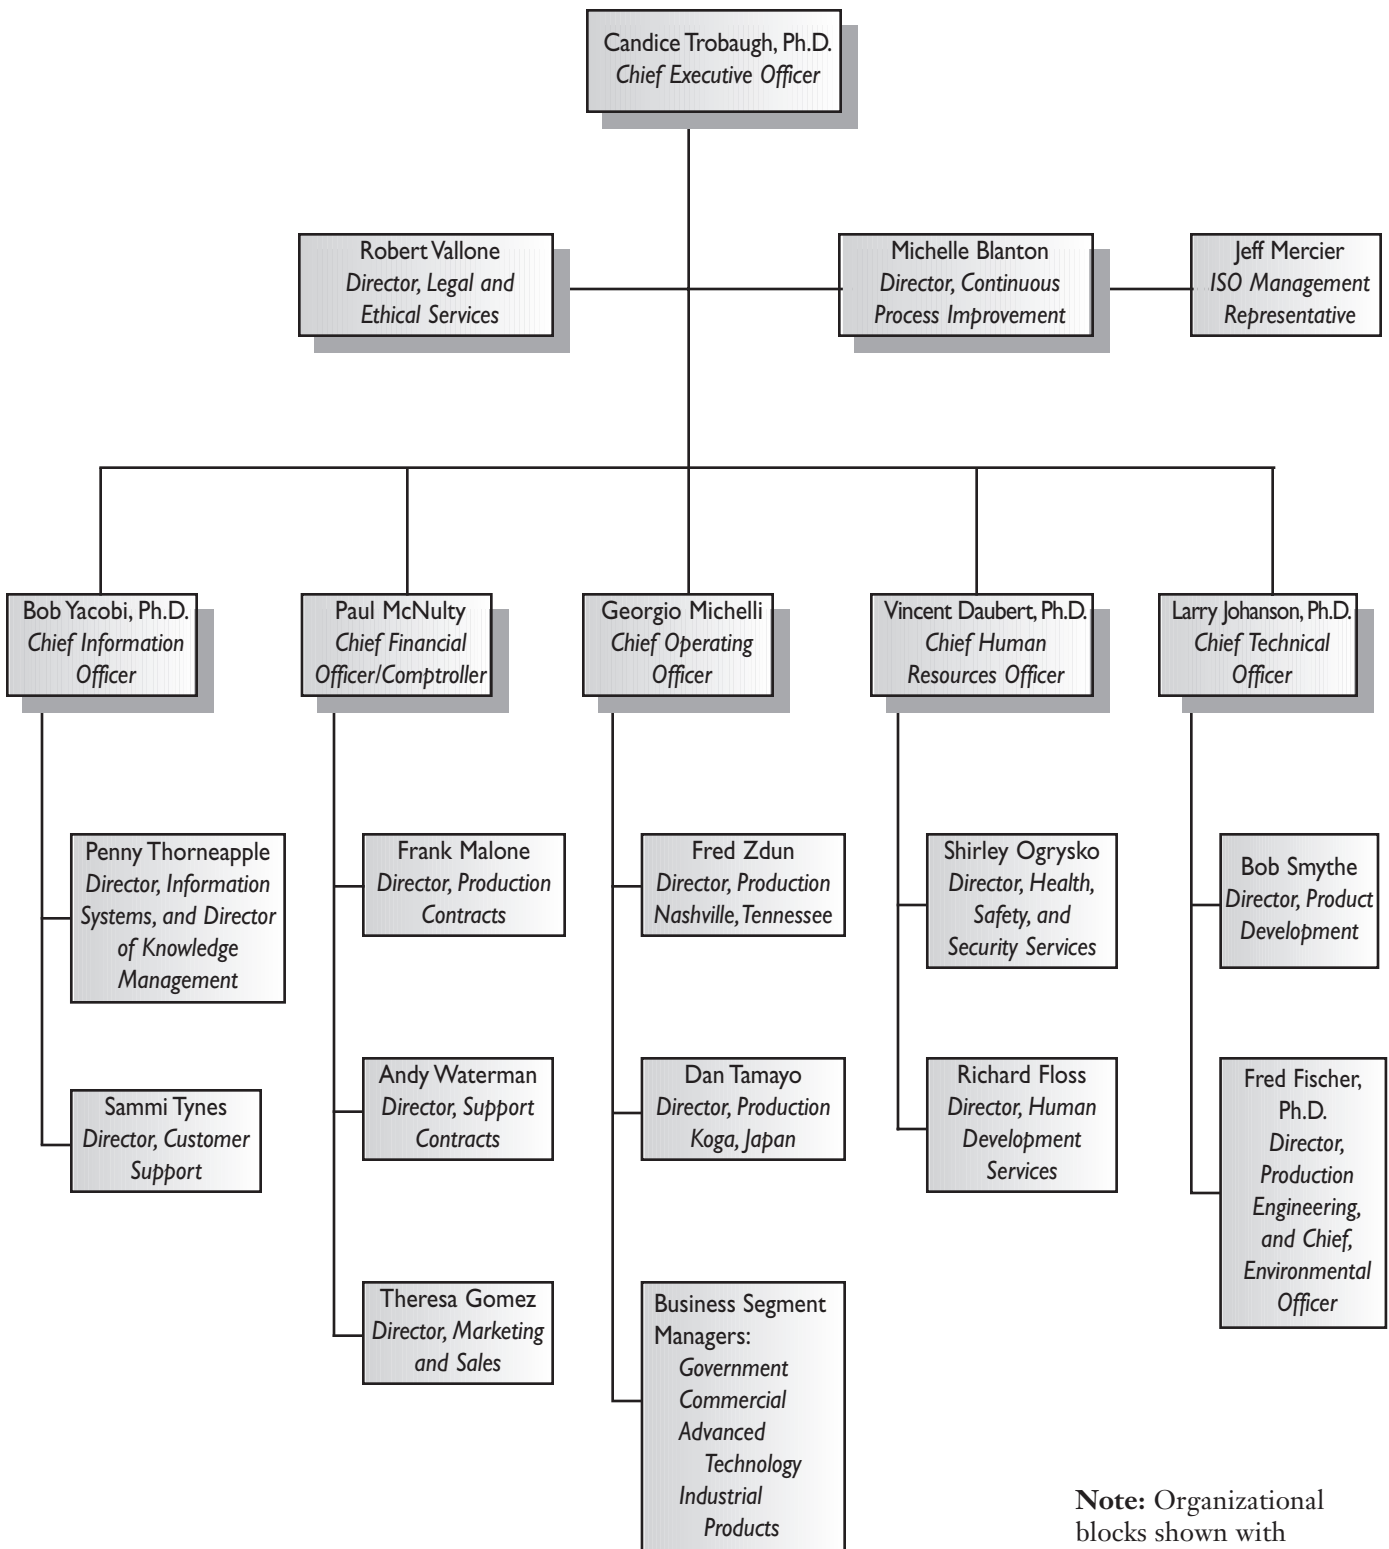 Candice Trobaugh, Ph.D.
Chief Executive Officer
Robert Vallone
Director, Legal and
Ethical Services
Michelle Blanton
Director, Continuous
Process Improvement
Jeff Mercier
ISO Management
Representative
Bob Yacobi, Ph.D.
Chief Information
Officer
Paul McNulty
Chief Financial
Officer/Comptroller
Georgio Michelli
Chief Operating
Officer
Vincent Daubert, Ph.D.
Chief Human
Resources Officer
Larry Johanson, Ph.D.
Chief Technical
Officer
Penny Thorneapple
Director, Information
Systems, and Director
of Knowledge
Management
Sammi Tynes
Director, Customer
Support
Frank Malone
Director, Production
Contracts
Andy Waterman
Director, Support
Contracts
Theresa Gomez
Director, Marketing
and Sales
Fred Zdun
Director, Production
Nashville, Tennessee
Dan Tamayo
Director, Production
Koga, Japan
Business Segment
Managers:
Government
Commercial
Advanced
Technology
Industrial
Products
Shirley Ogrysko
Director, Health,
Safety, and
Security Services
Richard Floss
Director, Human
Development
Services
Bob Smythe
Director, Product
Development
Fred Fischer,
Ph.D.
Director,
Production
Engineering,
and Chief,
Environmental
Officer
Note: Organizational
blocks shown with